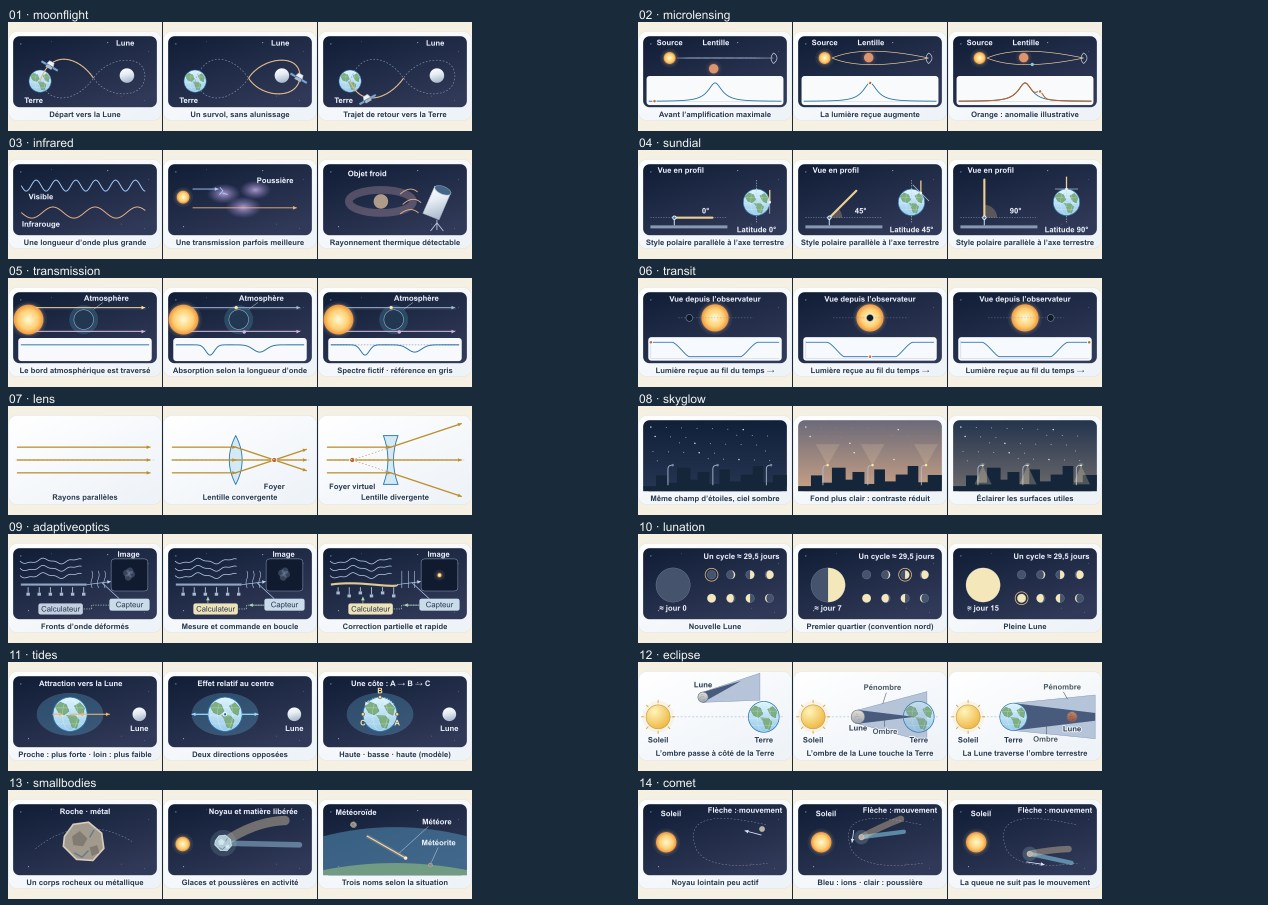 01 · moonflight
Lune
Terre
Départ vers la Lune
Lune
Terre
Un survol, sans alunissage
Lune
Terre
Trajet de retour vers la Terre
02 · microlensing
Source Lentille
Avant l'amplification maximale
Source Lentille
La lumière reçue augmente
Source Lentille
Orange : anomalie illustrative
03 · infrared
Visible
Infrarouge
Une longueur d'onde plus grande
Poussière
Une transmission parfois meilleure
Objet froid
Rayonnement thermique détectable
04 · sundial
Vue en profil
0°
Latitude 0°
Style polaire parallèle à l'axe terrestre
Vue en profil
45°
Latitude 45°
Style polaire parallèle à l'axe terrestre
Vue en profil
90°
Latitude 90°
Style polaire parallèle à l'axe terrestre
05 · transmission
Atmosphère
Le bord atmosphérique est traversé
Atmosphère
Absorption selon la longueur d'onde
Atmosphère
Spectre fictif · référence en gris
06 · transit
Vue depuis l'observateur
Lumière reçue au fil du temps →
Vue depuis l'observateur
Lumière reçue au fil du temps →
Vue depuis l'observateur
Lumière reçue au fil du temps →
07 · lens
Rayons parallèles
Foyer
Lentille convergente
Foyer virtuel
Lentille divergente
08 · skyglow
Même champ d'étoiles, ciel sombre
Fond plus clair : contraste réduit
Éclairer les surfaces utiles
09 · adaptiveoptics
Image
Calculateur
Capteur
Fronts d'onde déformés
Image
Calculateur
Capteur
Mesure et commande en boucle
Image
Calculateur
Capteur
Correction partielle et rapide
10 · lunation
Un cycle ≈ 29,5 jours
≈ jour 0
Nouvelle Lune
Un cycle ≈ 29,5 jours
≈ jour 7
Premier quartier (convention nord)
Un cycle ≈ 29,5 jours
≈ jour 15
Pleine Lune
11 · tides
Attraction vers la Lune
Lune
Proche : plus forte · loin : plus faible
Effet relatif au centre
Lune
Deux directions opposées
Une côte : A → B → C
B
C A
Lune
Haute · basse · haute (modèle)
12 · eclipse
Lune
Soleil
Terre
L'ombre passe à côté de la Terre
Pénombre
Lune
Ombre
Soleil
Terre
L'ombre de la Lune touche la Terre
Pénombre
Lune
Soleil
Terre
Ombre
La Lune traverse l'ombre terrestre
13 · smallbodies
Roche · métal
Un corps rocheux ou métallique
Noyau et matière libérée
Glaces et poussières en activité
Météoroïde
Météore
Météorite
Trois noms selon la situation
14 · comet
Flèche : mouvement
Soleil
Noyau lointain peu actif
Flèche : mouvement
Soleil
Bleu : ions · clair : poussière
Flèche : mouvement
Soleil
La queue ne suit pas le mouvement